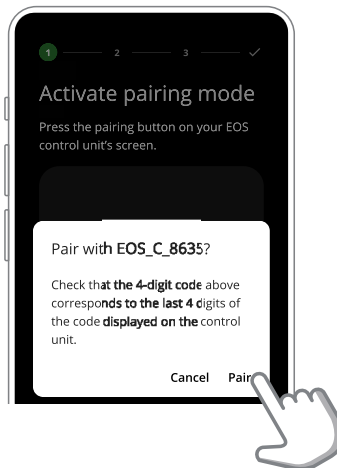 1 2 3
Activate pairing mode
Press the pairing button on your EOS
control unit's screen.
Pair with EOS_C_8635?
Check that the 4-digit code above
corresponds to the last 4 digits of
the code displayed on the control
unit.
Cancel Pair